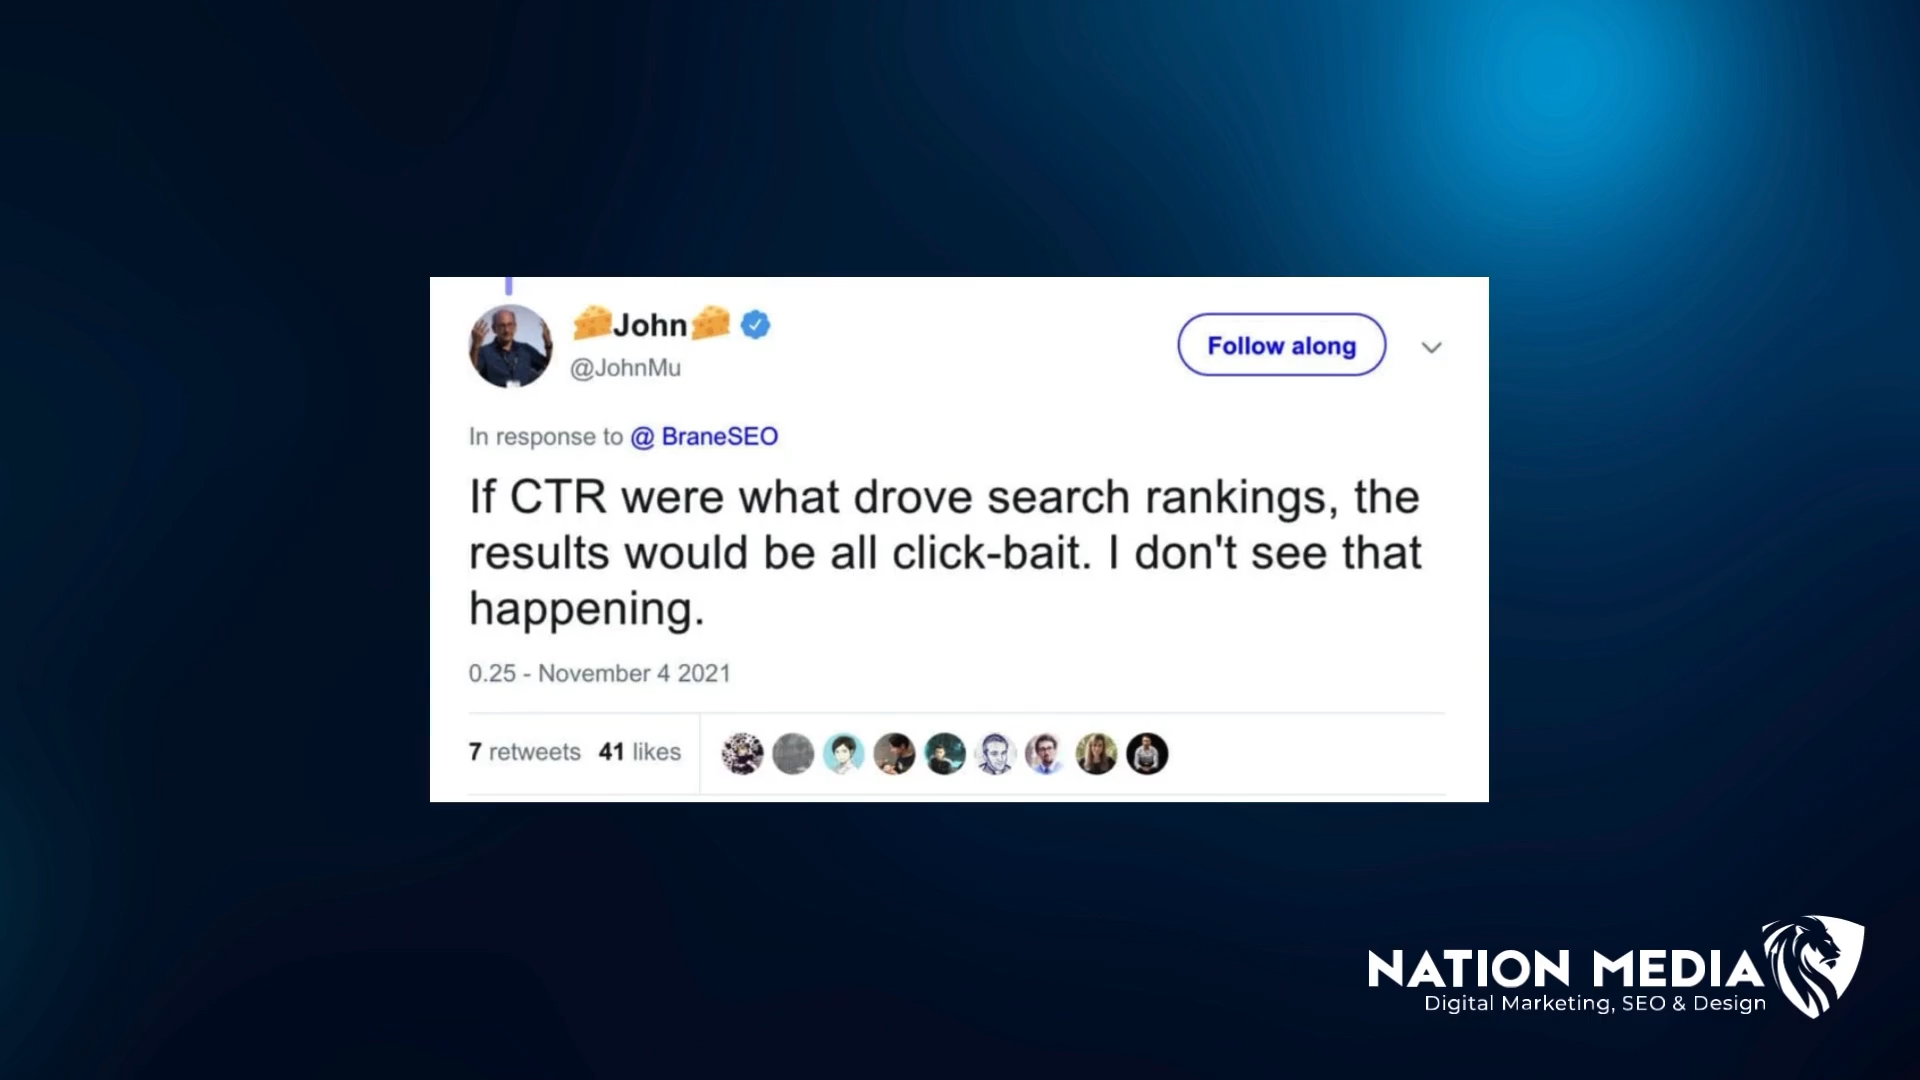 🧀John🧀
@JohnMu
Follow along
In response to @ BraneSEO
If CTR were what drove search rankings, the
results would be all click-bait. I don't see that
happening.
0.25 - November 4 2021
7 retweets 41 likes
NATION MEDIA
Digital Marketing, SEO & Design